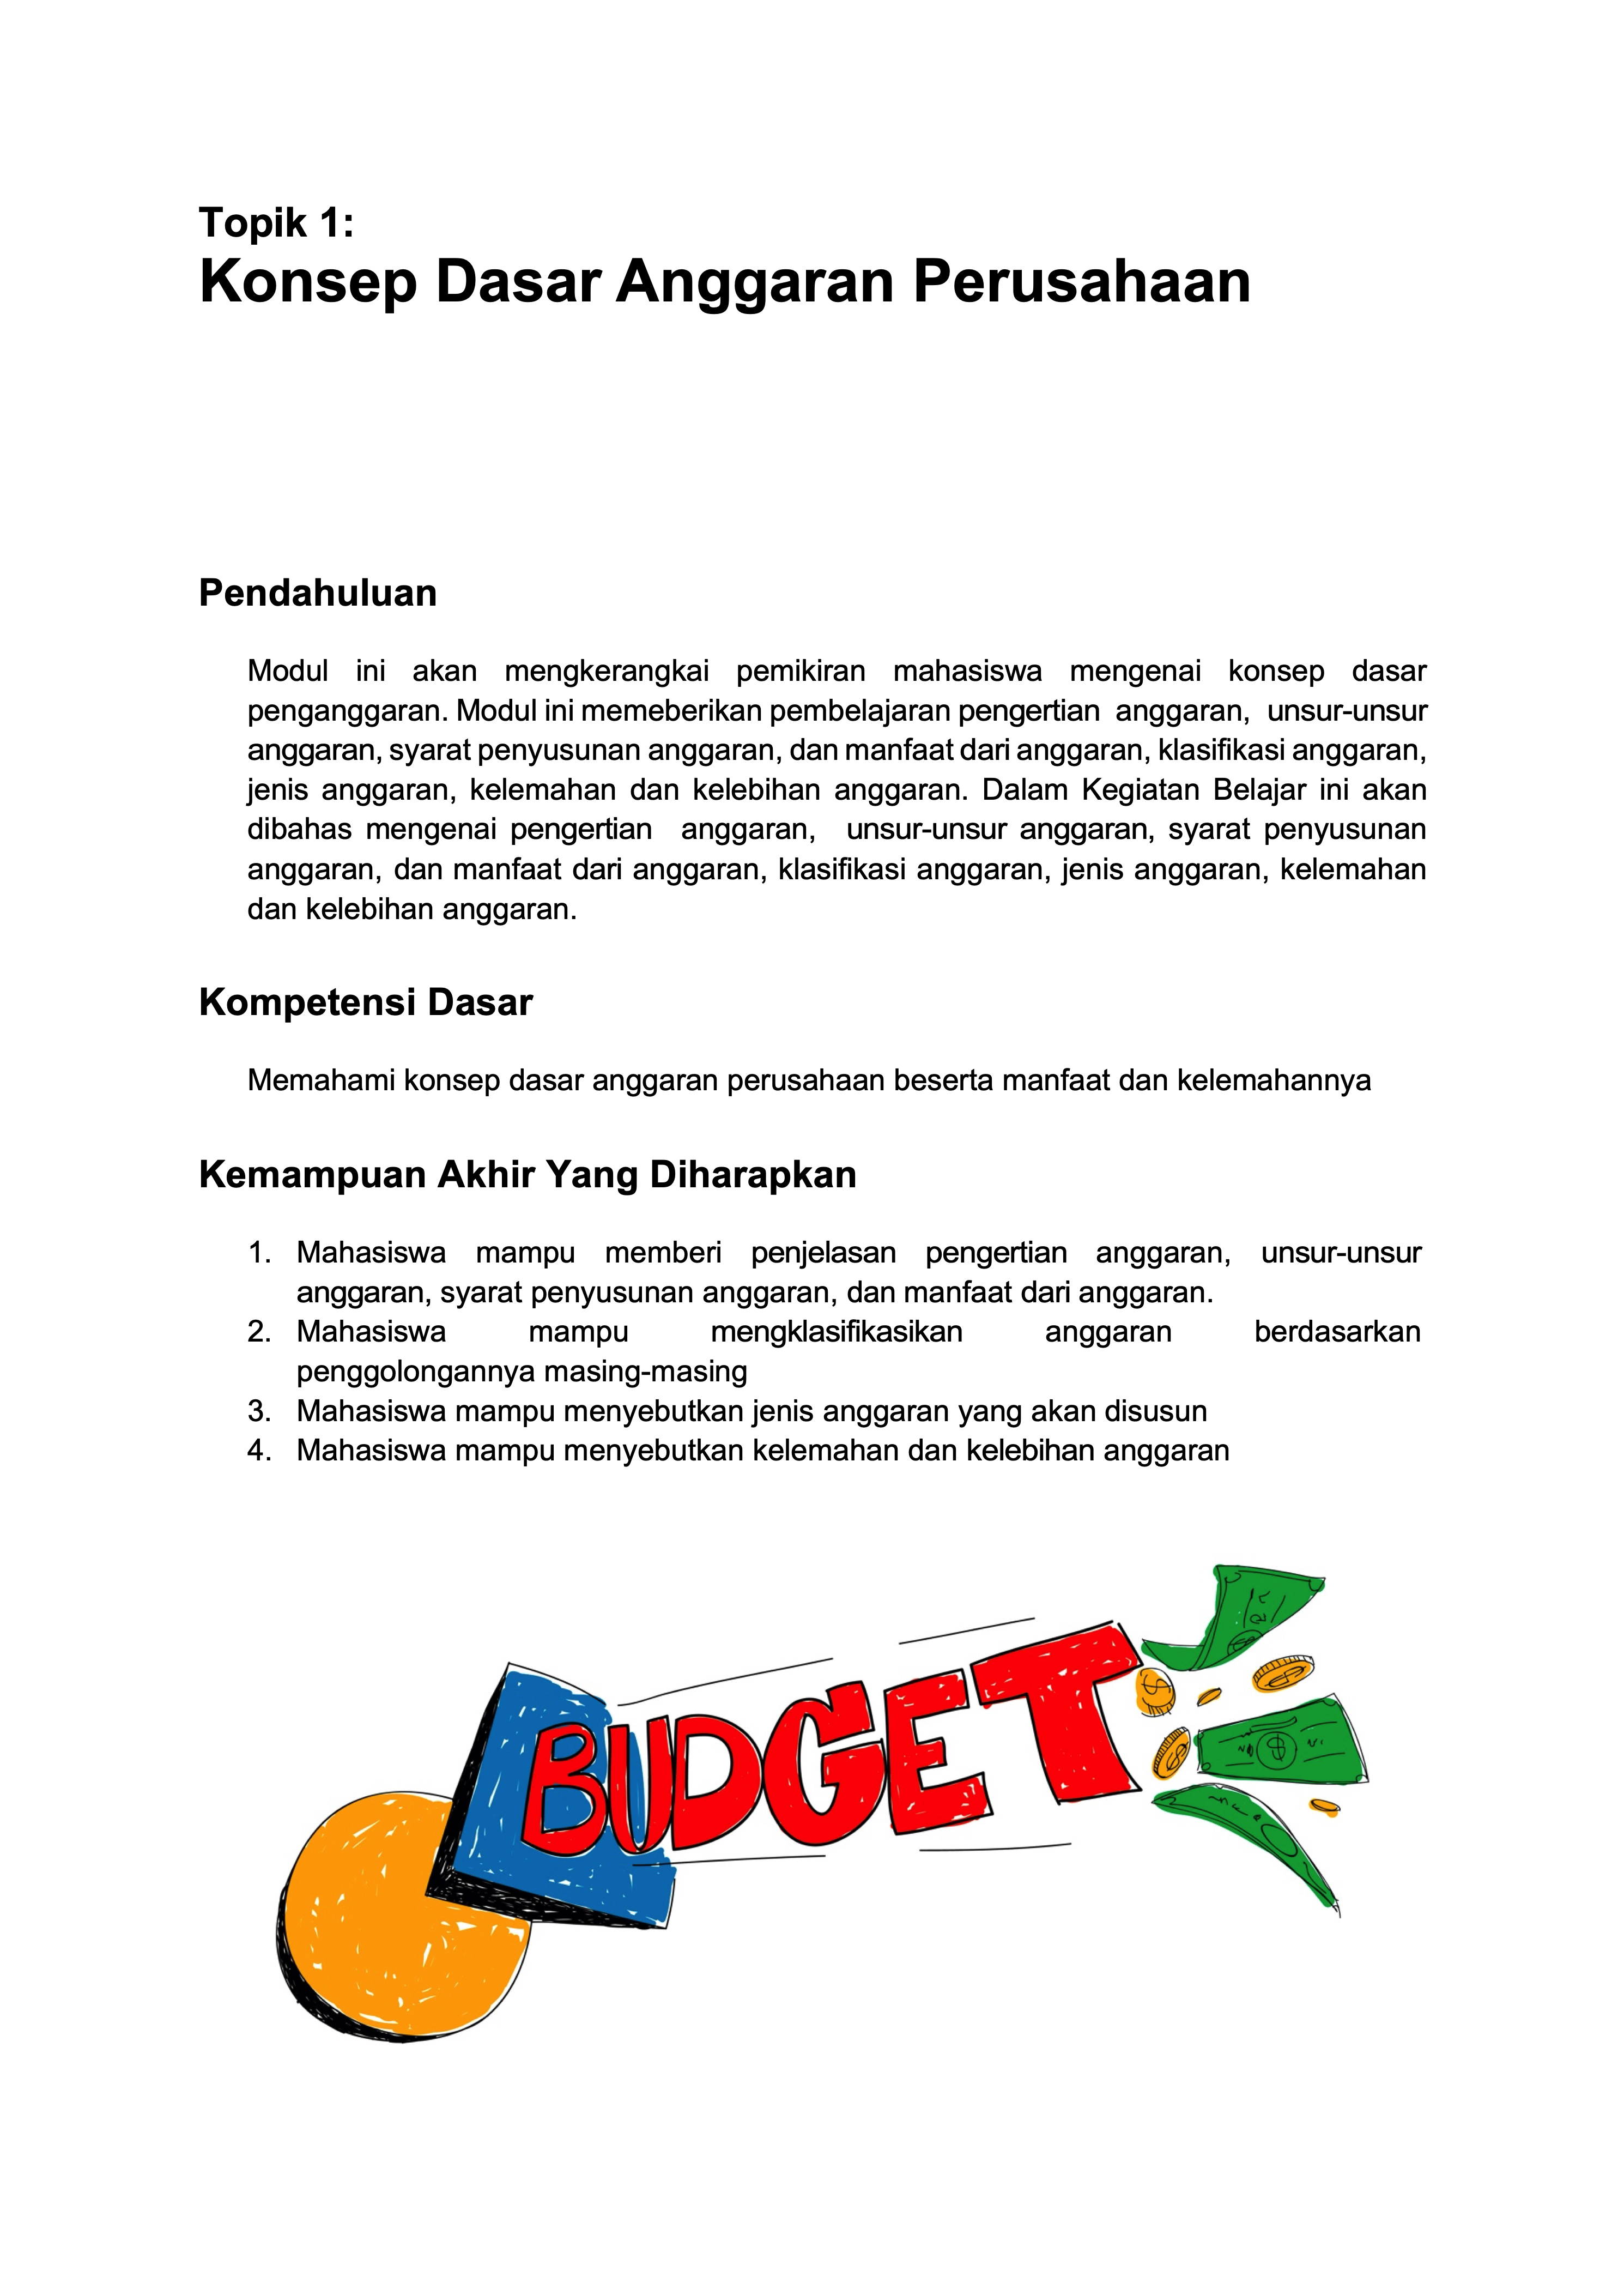 Topik 1:
Konsep Dasar Anggaran Perusahaan
Pendahuluan
Modul ini akan mengkerangkai pemikiran mahasiswa mengenai konsep dasar
penganggaran. Modul ini memeberikan pembelajaran pengertian anggaran, unsur-unsur
anggaran, syarat penyusunan anggaran, dan manfaat dari anggaran, klasifikasi anggaran,
jenis anggaran, kelemahan dan kelebihan anggaran. Dalam Kegiatan Belajar ini akan
dibahas mengenai pengertian anggaran, unsur-unsur anggaran, syarat penyusunan
anggaran, dan manfaat dari anggaran, klasifikasi anggaran, jenis anggaran, kelemahan
dan kelebihan anggaran.
Kompetensi Dasar
Memahami konsep dasar anggaran perusahaan beserta manfaat dan kelemahannya
Kemampuan Akhir Yang Diharapkan
1. Mahasiswa mampu memberi penjelasan pengertian anggaran, unsur-unsur
anggaran, syarat penyusunan anggaran, dan manfaat dari anggaran.
2. Mahasiswa mampu mengklasifikasikan anggaran berdasarkan
penggolongannya masing-masing
3. Mahasiswa mampu menyebutkan jenis anggaran yang akan disusun
4. Mahasiswa mampu menyebutkan kelemahan dan kelebihan anggaran
BUDGET